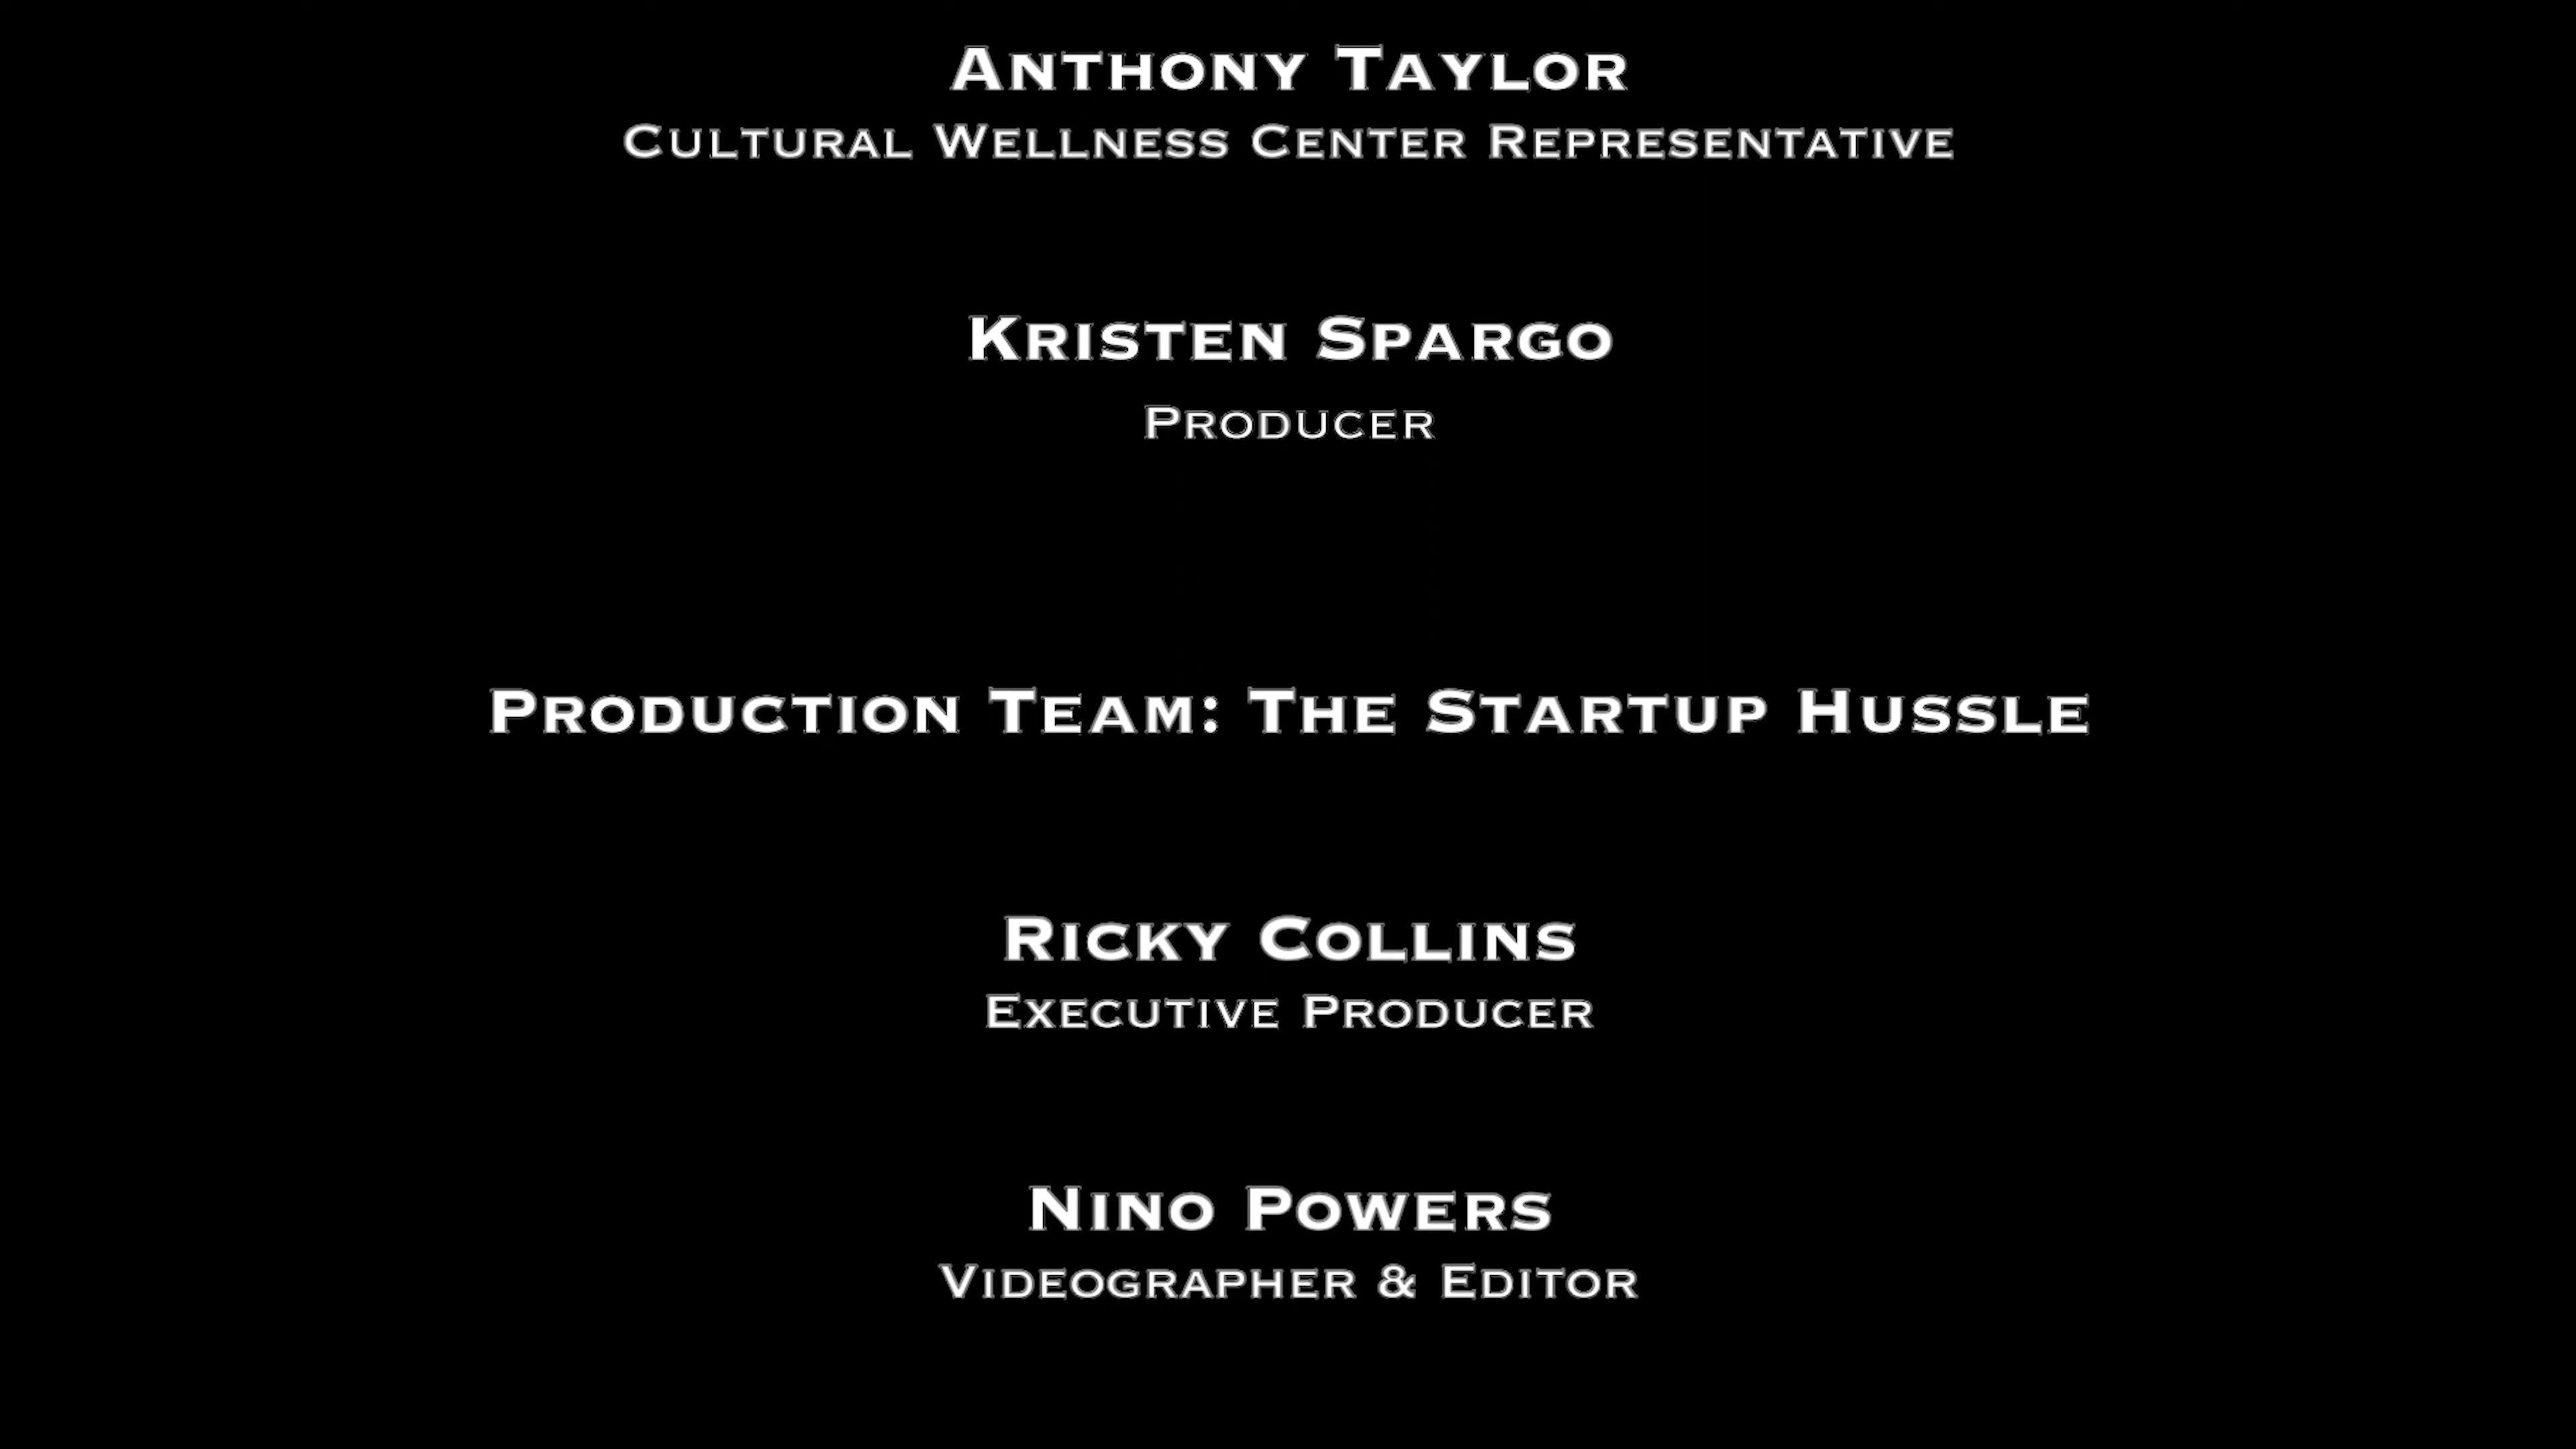 Anthony Taylor
Cultural Wellness Center Representative
Kristen Spargo
Producer
Production Team: The Startup Hussle
Ricky Collins
Executive Producer
Nino Powers
Videographer & Editor